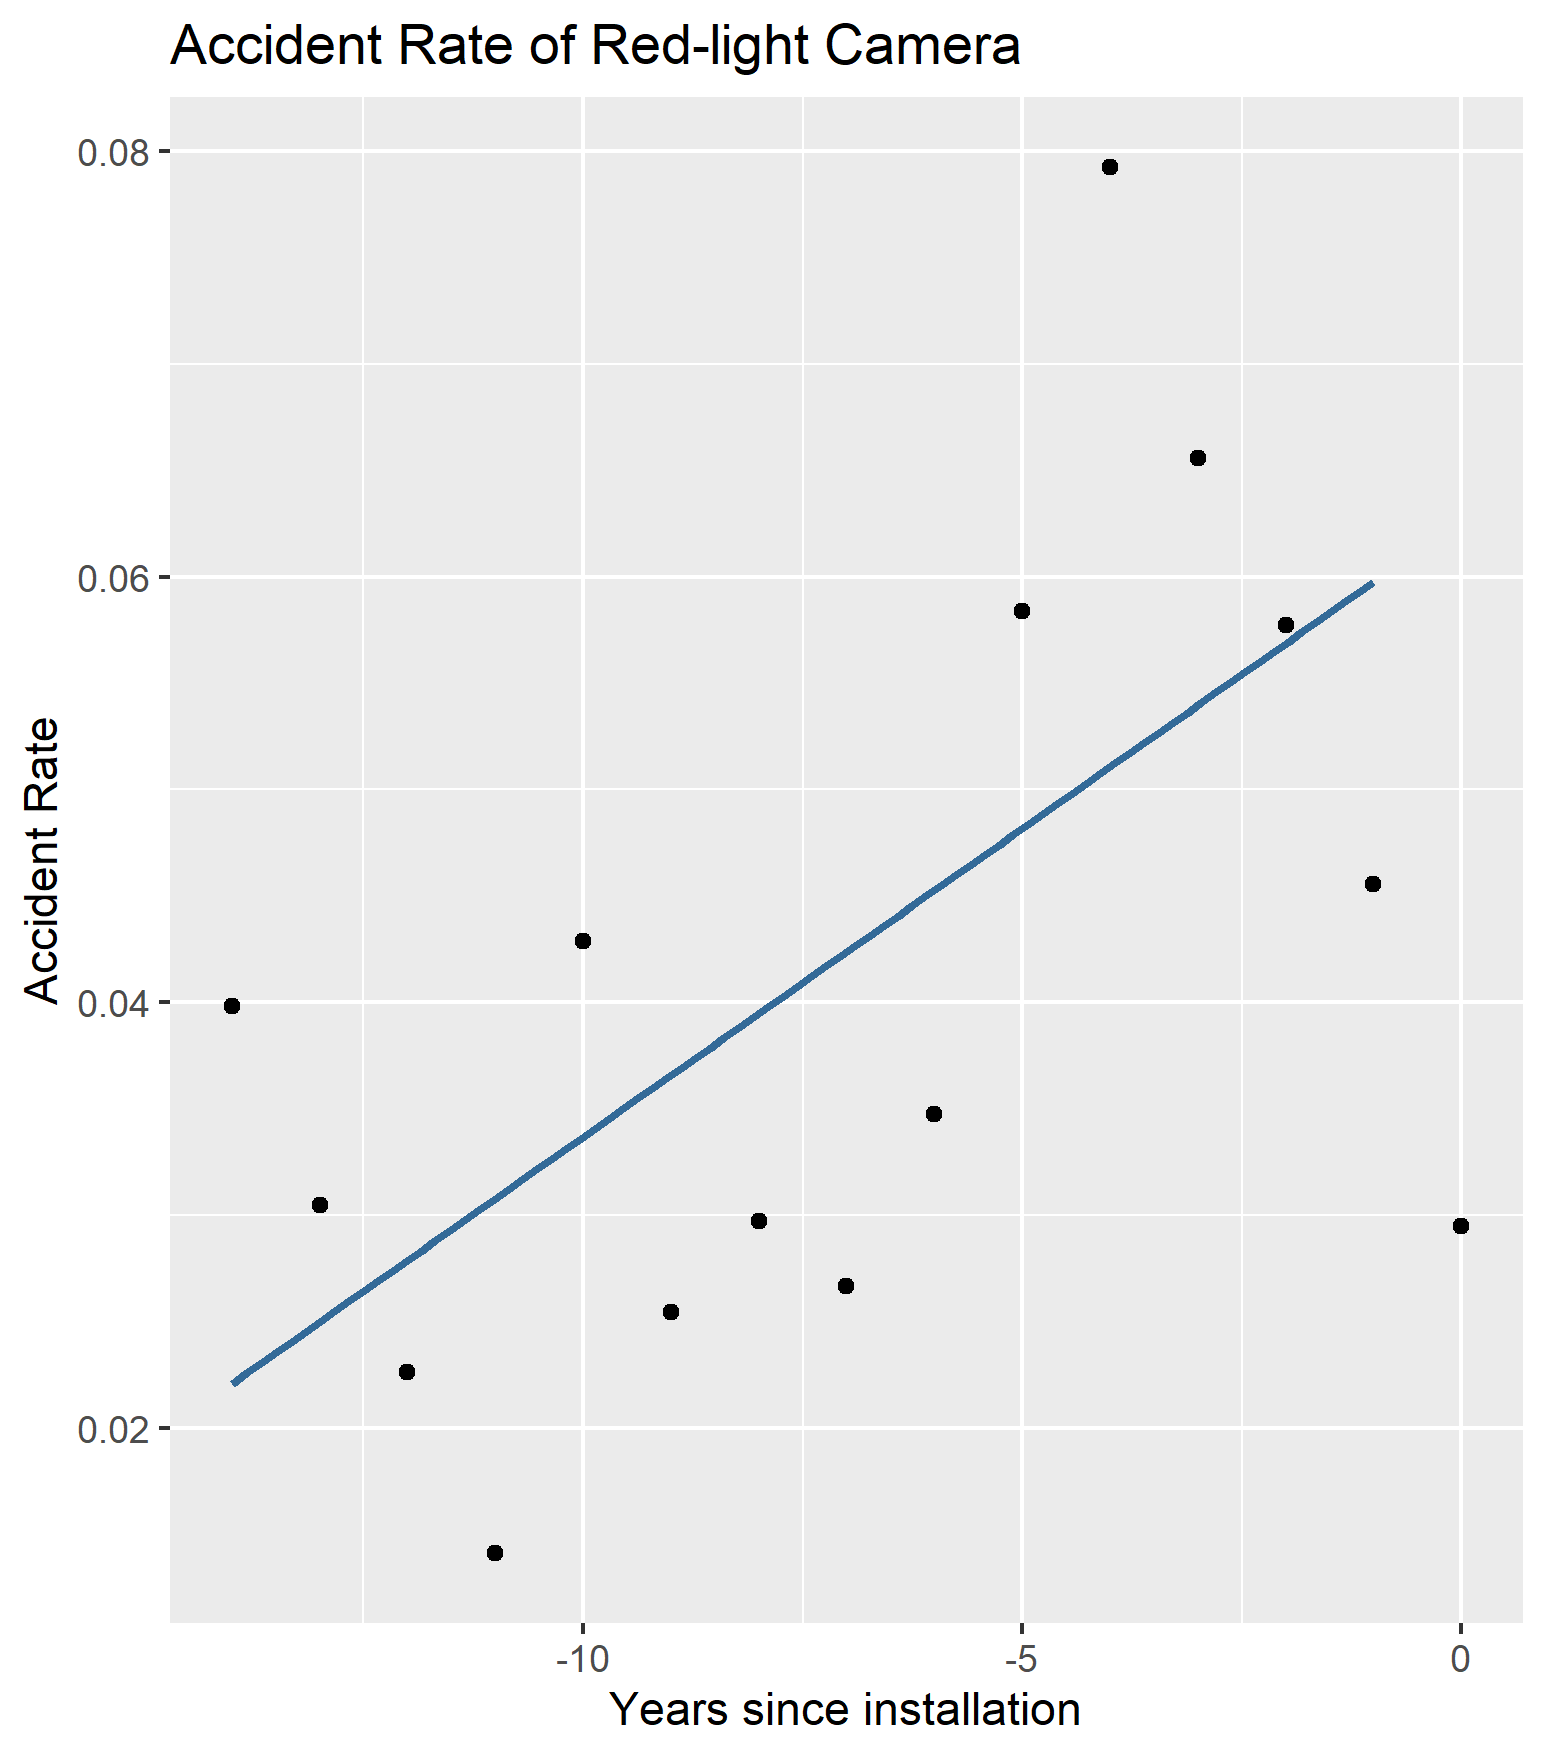 Accident Rate of Red-light Camera
0.08
0.06
0.04
0.02
Accident Rate
-10
-5
0
Years since installation